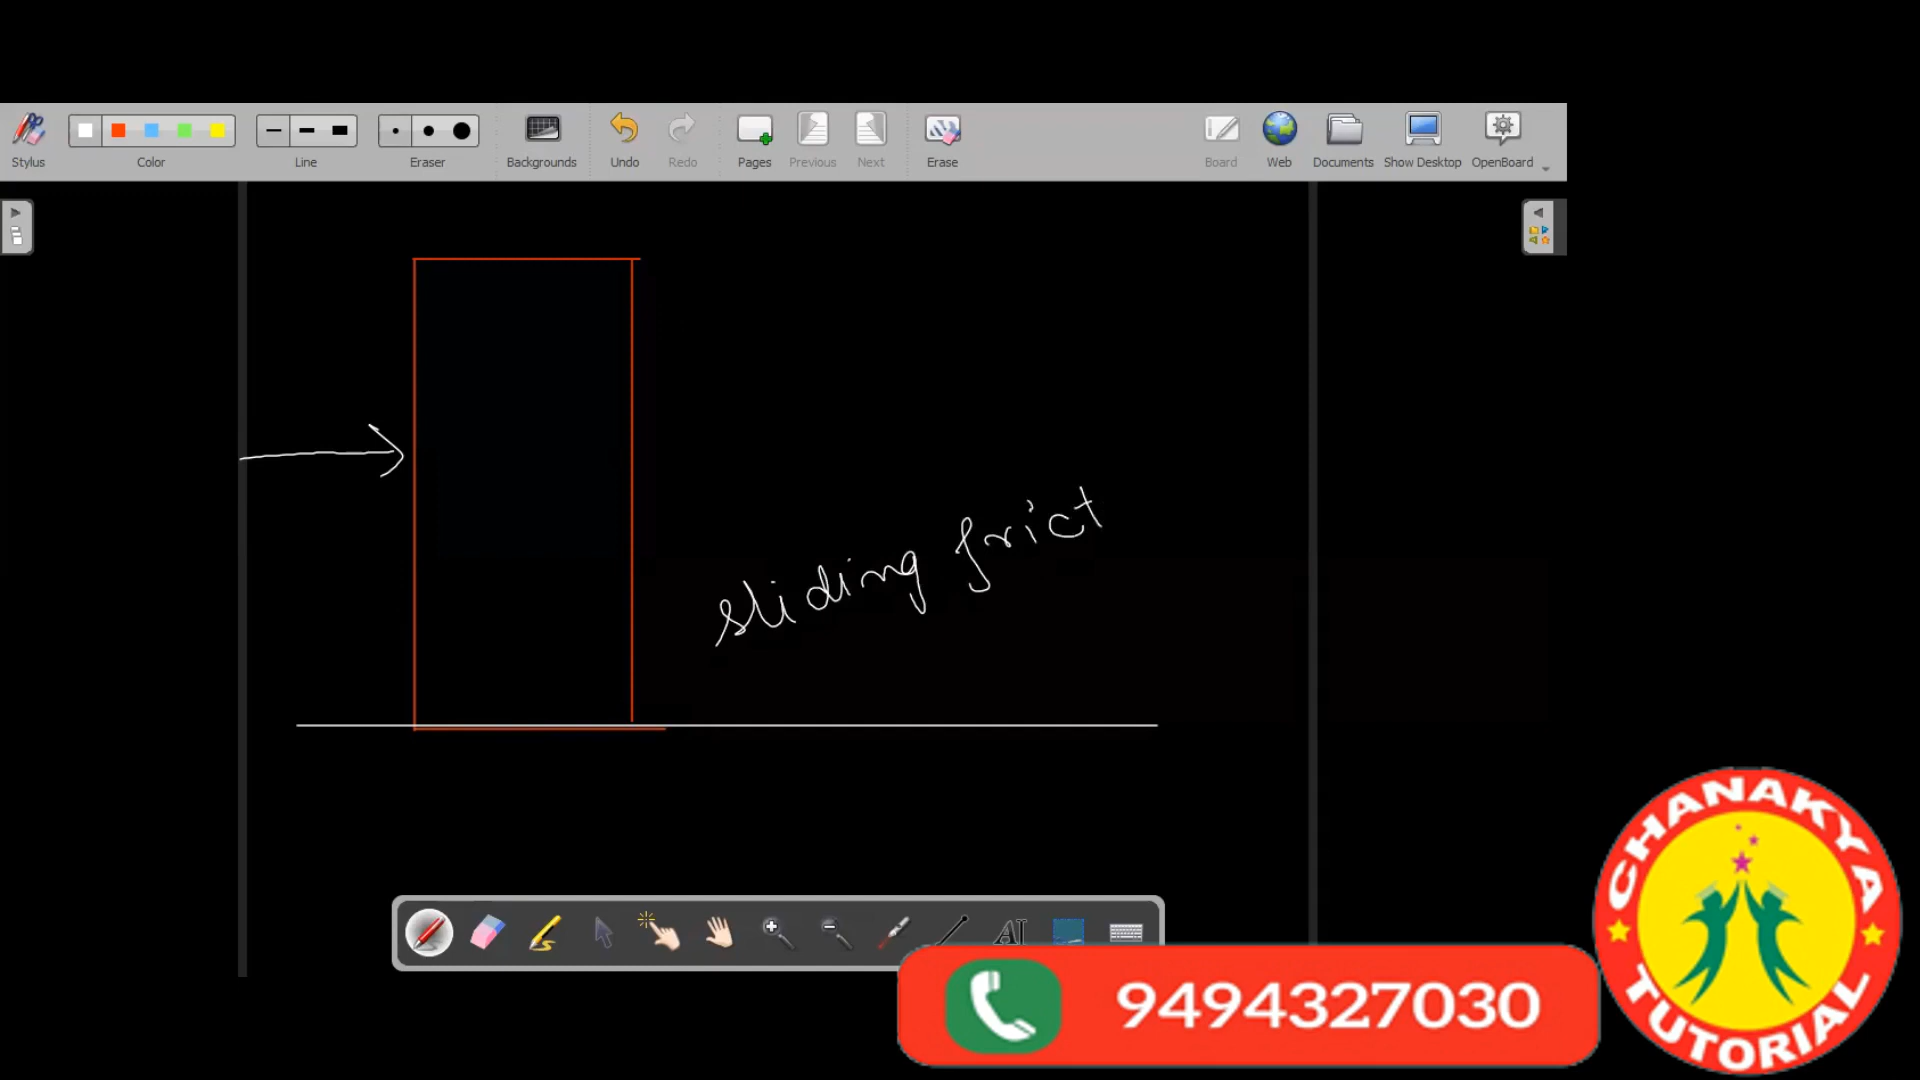 Stylus
Color
Line
Eraser
Backgrounds
Undo
Redo
Pages
Previous
Next
Erase
Board
Web
Documents
Show Desktop
OpenBoard
sliding frict
AI
9494327030
CHANAKYA
TUTORIAL